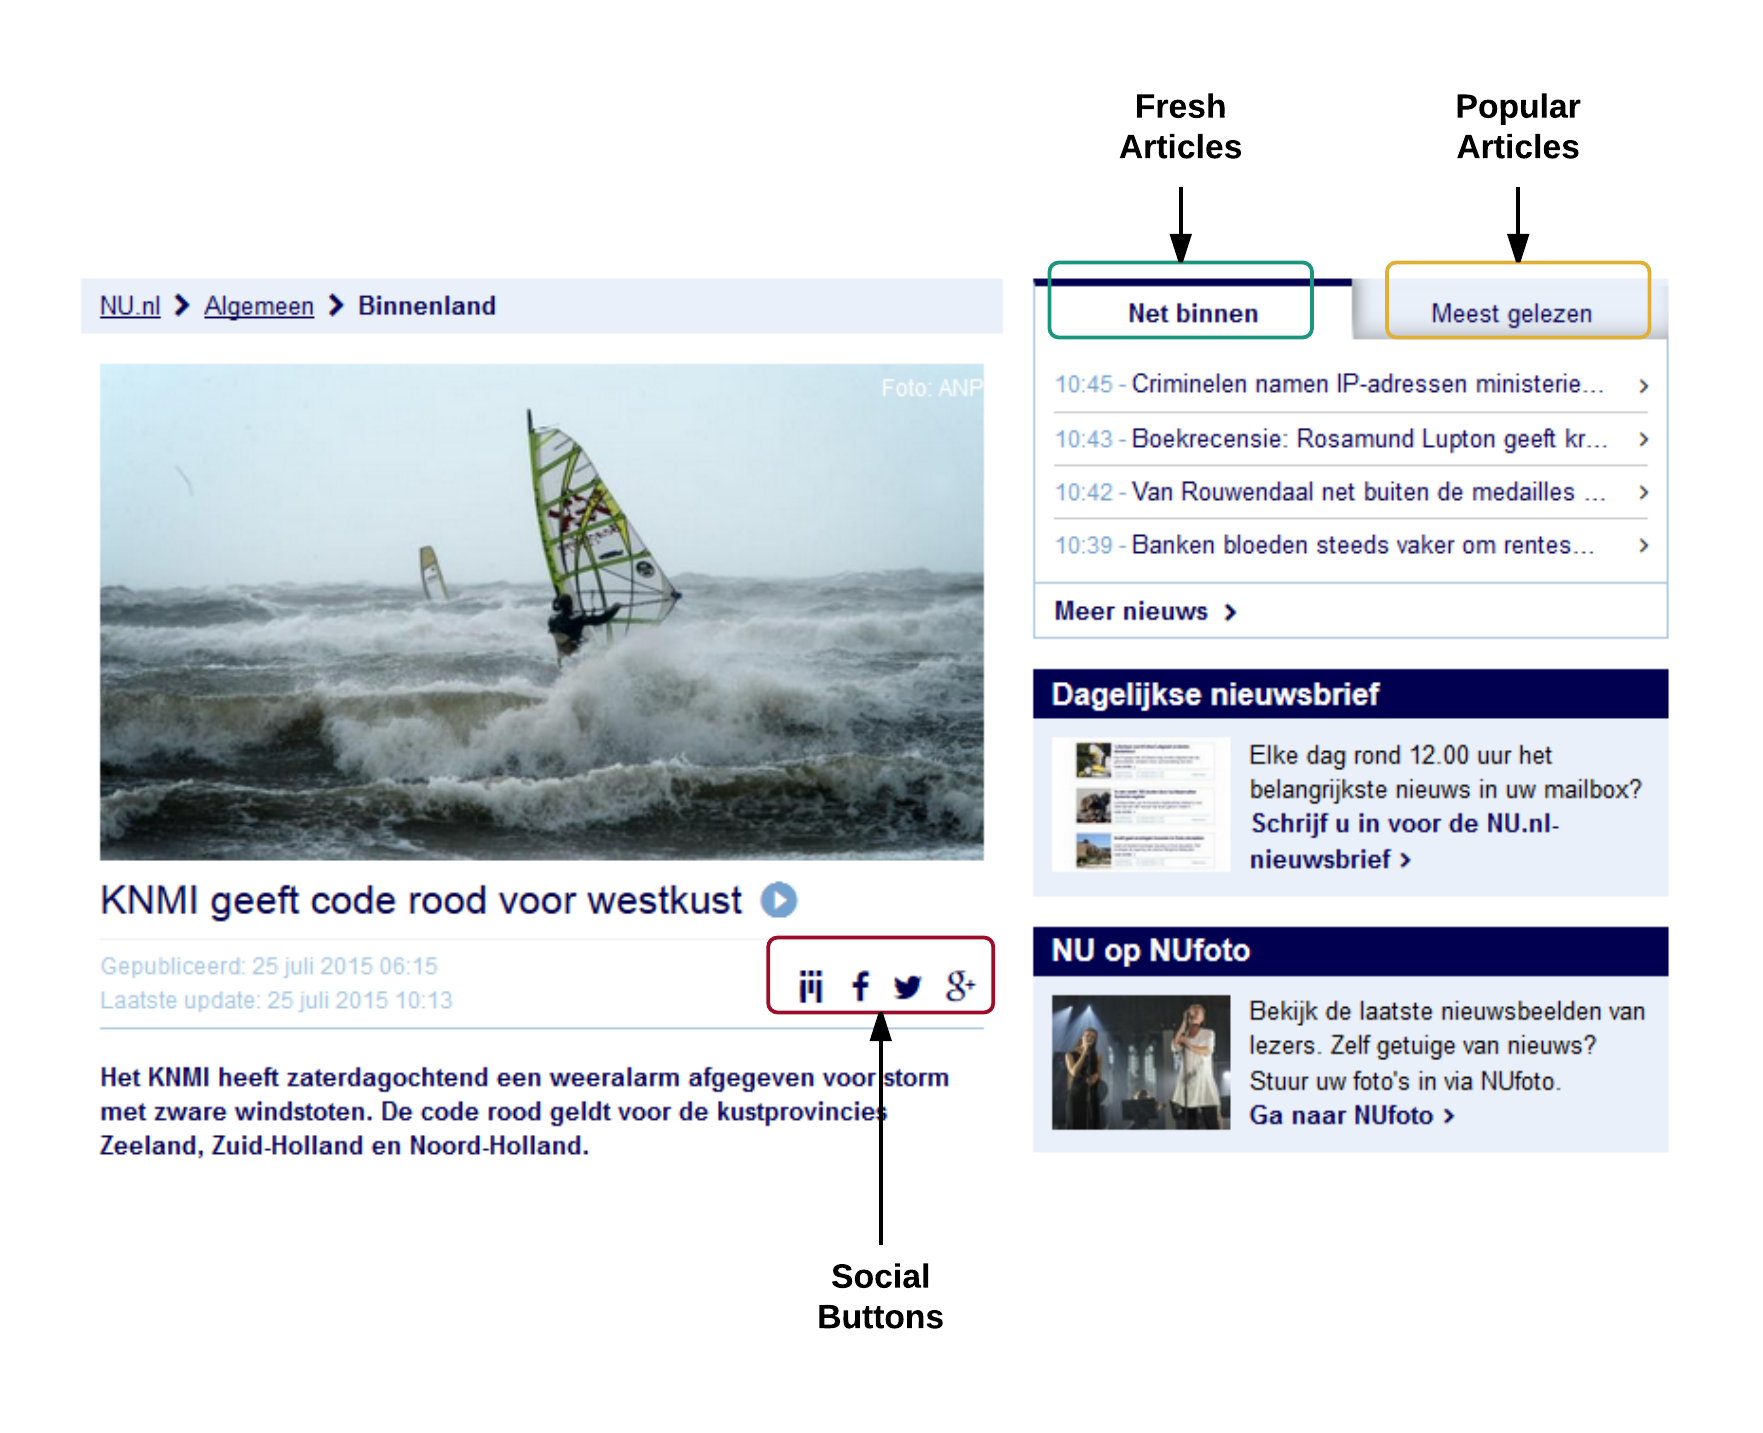 Fresh
Articles
Popular
Articles
NU.nl Algemeen Binnenland
Foto: ANP
KNMI geeft code rood voor westkust
Gepubliceerd: 25 juli 2015 06:15
Laatste update: 25 juli 2015 10:13
Het KNMI heeft zaterdagochtend een weeralarm afgegeven voor storm
met zware windstoten. De code rood geldt voor de kustprovincies
Zeeland, Zuid-Holland en Noord-Holland.
Social
Buttons
Net binnen
Meest gelezen
10:45 - Criminelen namen IP-adressen ministerie...
10:43 - Boekrecensie: Rosamund Lupton geeft kr...
10:42 - Van Rouwendaal net buiten de medailles ...
10:39 - Banken bloeden steeds vaker om rentes...
Meer nieuws
Dagelijkse nieuwsbrief
Elke dag rond 12.00 uur het
belangrijkste nieuws in uw mailbox?
Schrijf u in voor de NU.nl-
nieuwsbrief
NU op NUfoto
Bekijk de laatste nieuwsbeelden van
lezers. Zelf getuige van nieuws?
Stuur uw foto's in via NUfoto.
Ga naar NUfoto